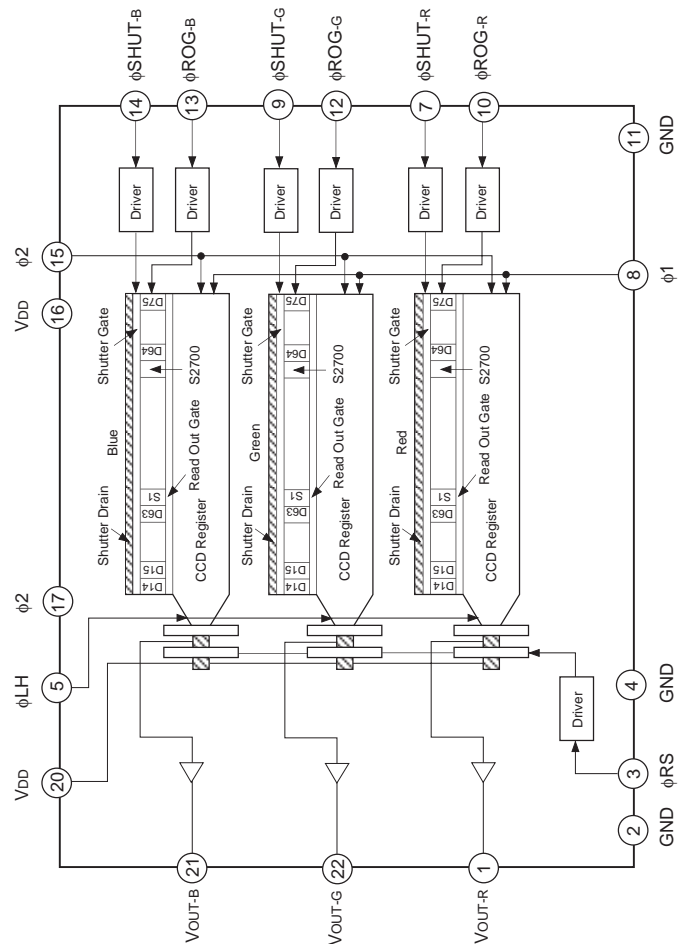 φSHUT-B
φROG-B
φSHUT-G
φROG-G
φSHUT-R
φROG-R
14
13
9
12
7
10
11
GND
Driver
Driver
Driver
Driver
Driver
Driver
φ2
15
8
φ1
VDD
16
Blue
Shutter Drain
Shutter Gate
D14
D15
D63
S1
D64
D75
S2700
Read Out Gate
CCD Register
Green
Shutter Drain
Shutter Gate
D14
D15
D63
S1
D64
D75
S2700
Read Out Gate
CCD Register
Red
Shutter Drain
Shutter Gate
D14
D15
D63
S1
D64
D75
S2700
Read Out Gate
CCD Register
φ2
17
φLH
5
4
GND
Driver
VDD
20
3
φRS
2
GND
21
22
1
VOUT-B
VOUT-G
VOUT-R